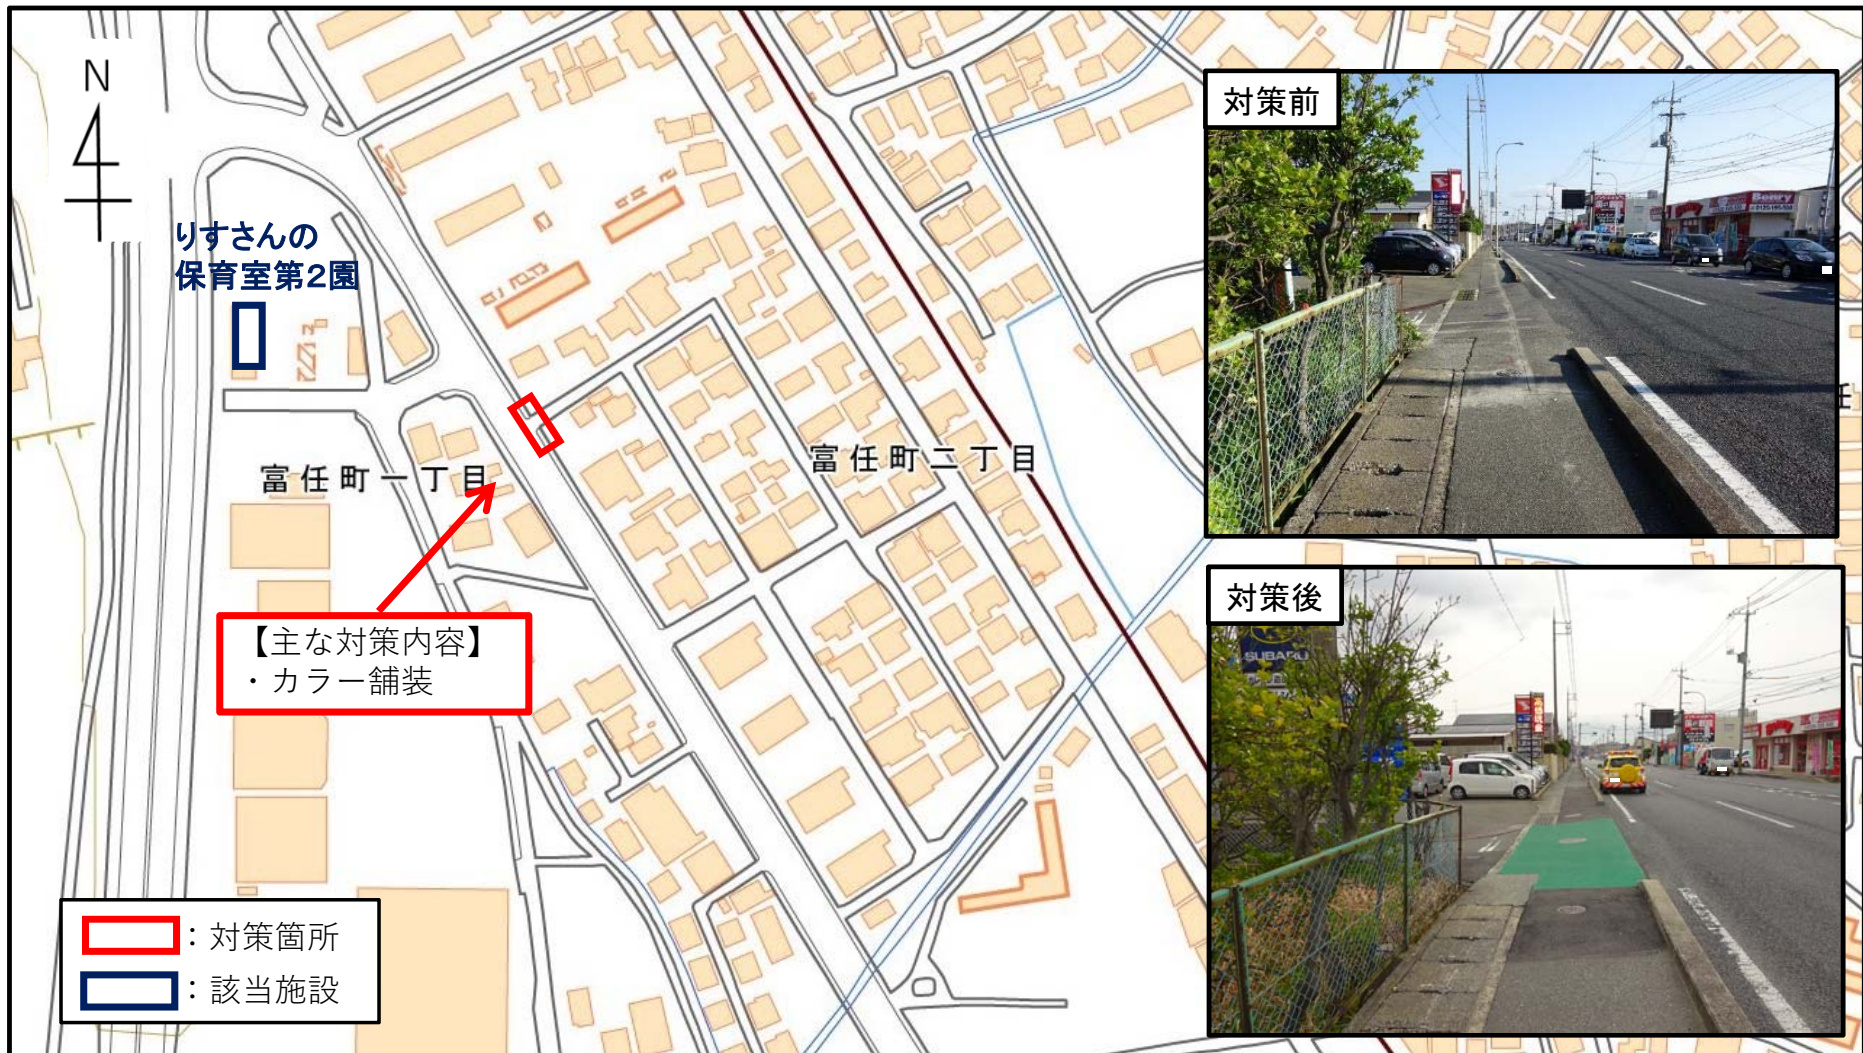 N
りすさんの
保育室第2園
富任町一丁目
富任町二丁目
【主な対策内容】
・カラー舗装
：対策箇所
：該当施設
対策前
Benry
対策後
SUBARU